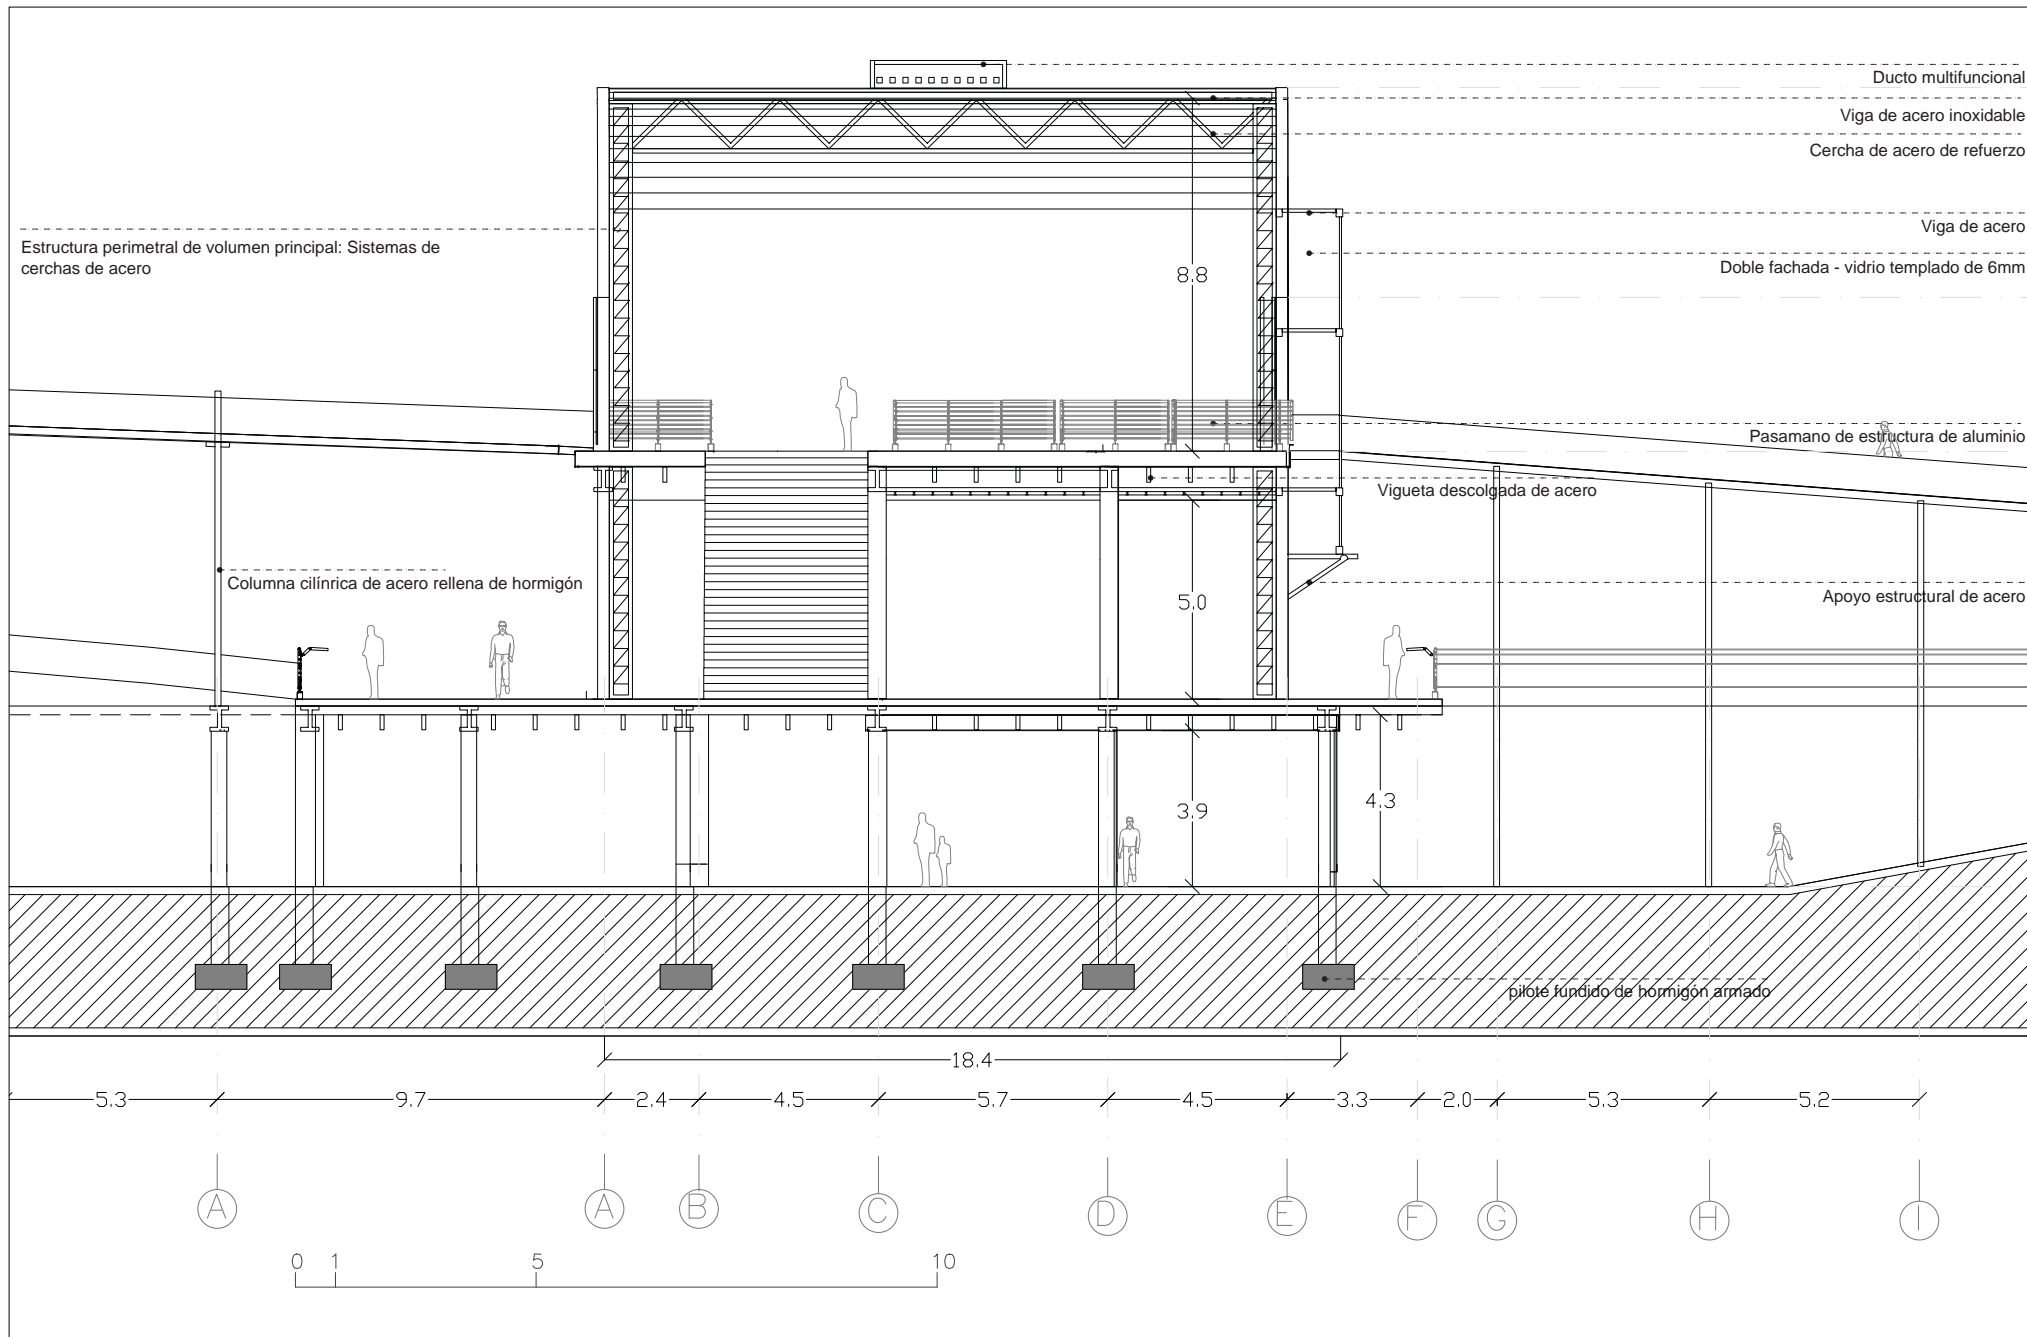 Ducto multifuncional
Viga de acero inoxidable
Cercha de acero de refuerzo
Viga de acero
Estructura perimetral de volumen principal: Sistemas de
cerchas de acero
Doble fachada - vidrio templado de 6mm
8.8
Pasamano de estructura de aluminio
Vigueta descolgada de acero
Columna cilínrica de acero rellena de hormigón
5.0
Apoyo estructural de acero
3.9
4.3
pilote fundido de hormigón armado
18.4
5.3 9.7 2.4 4.5 5.7 4.5 3.3 2.0 5.3 5.2
A A B C D E F G H I
0 1 5 10